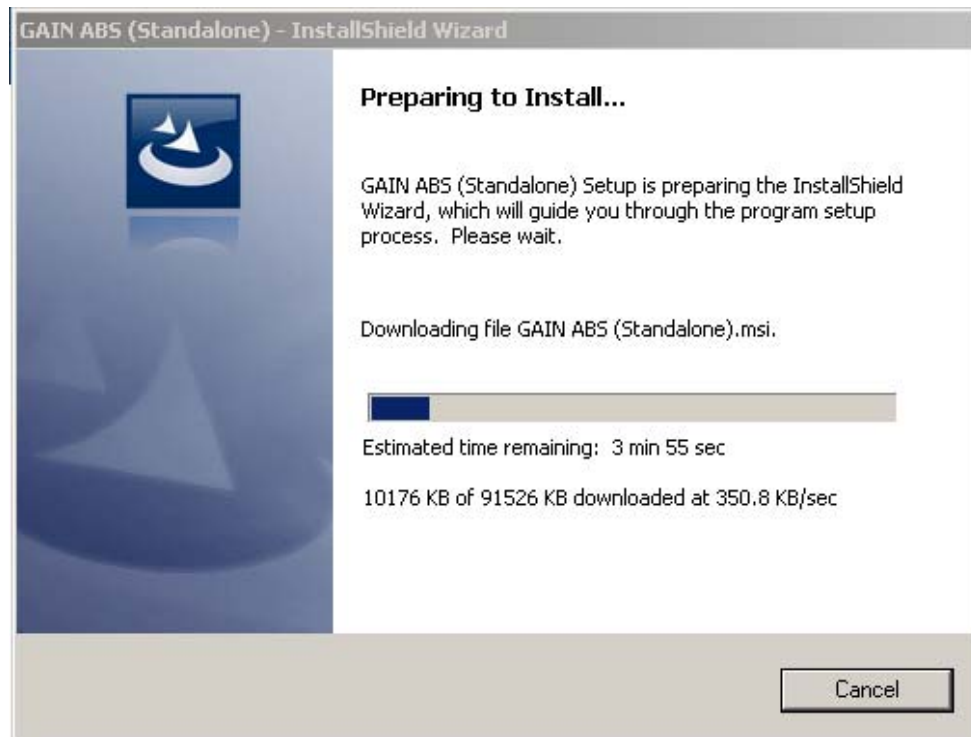 GAIN ABS (Standalone) - InstallShield Wizard
Preparing to Install...
GAIN ABS (Standalone) Setup is preparing the InstallShield
Wizard, which will guide you through the program setup
process.  Please wait.
Downloading file GAIN ABS (Standalone).msi.
Estimated time remaining:  3 min 55 sec
10176 KB of 91526 KB downloaded at 350.8 KB/sec
Cancel